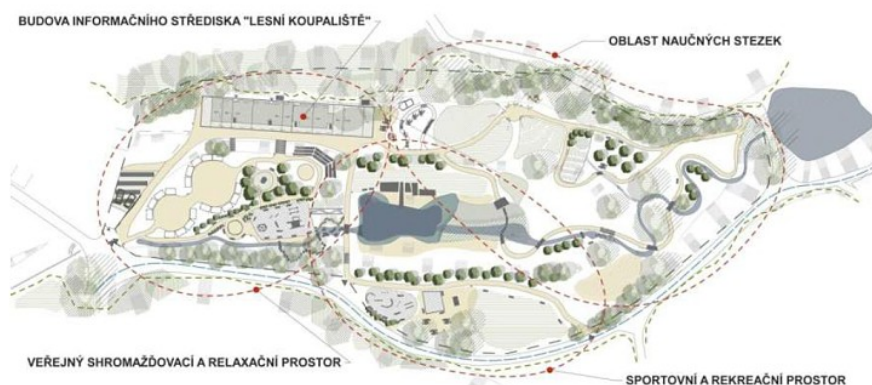 BUDOVA INFORMAČNÍHO STŘEDISKA "LESNÍ KOUPALIŠTĚ"
OBLAST NAUČNÝCH STEZEK
VEŘEJNÝ SHROMAŽĎOVACÍ A RELAXAČNÍ PROSTOR
SPORTOVNÍ A REKREAČNÍ PROSTOR